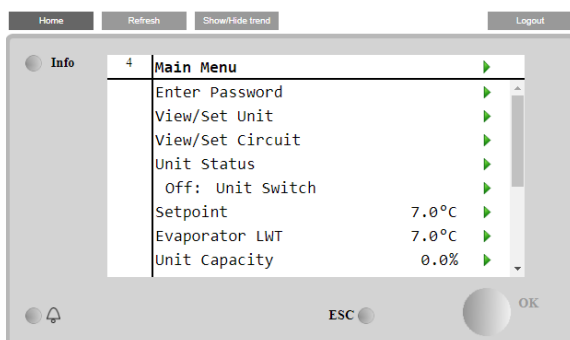 Home Refresh Show/Hide trend Logout
Info
4 Main Menu
Enter Password
View/Set Unit
View/Set Circuit
Unit Status
Off: Unit Switch
Setpoint 7.0°C
Evaporator LWT 7.0°C
Unit Capacity 0.0%
ESC OK